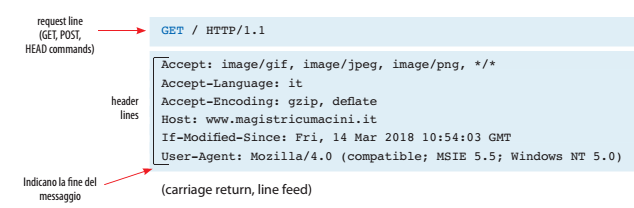 request line
(GET, POST,
HEAD commands)
GET / HTTP/1.1
header
lines
Accept: image/gif, image/jpeg, image/png, */*
Accept-Language: it
Accept-Encoding: gzip, deflate
Host: www.magistricumacini.it
If-Modified-Since: Fri, 14 Mar 2018 10:54:03 GMT
User-Agent: Mozilla/4.0 (compatible; MSIE 5.5; Windows NT 5.0)
Indicano la fine del
messaggio
(carriage return, line feed)